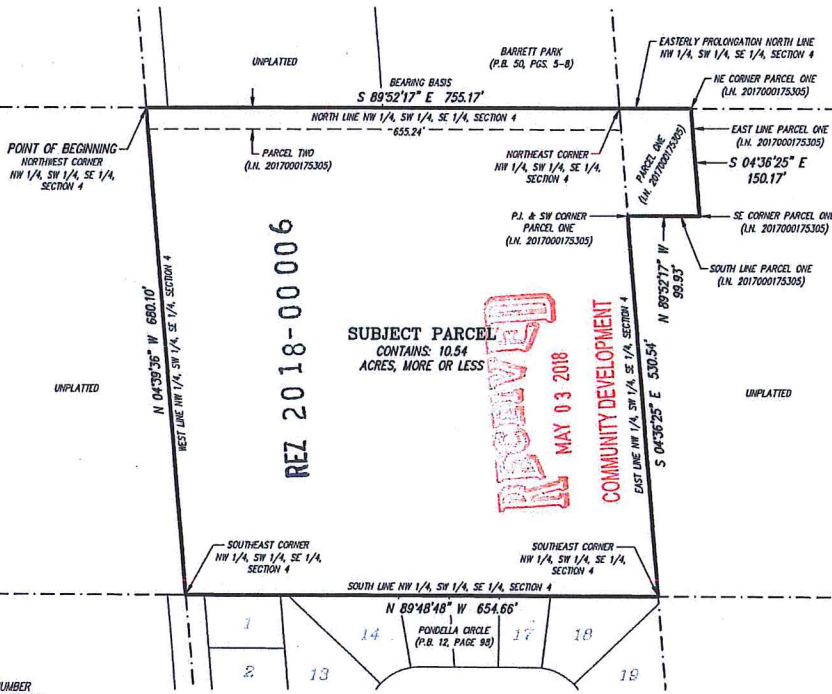 EASTERLY PROLONGATION NORTH LINE
NW 1/4, SW 1/4, SE 1/4, SECTION 4
UNPLATTED
BARRETT PARK
(P.B. 50, PGS. 5-8)
BEARING BASIS
S 89°52'17" E 755.17'
NE CORNER PARCEL ONE
(I.N. 2017000175305)
NORTH LINE NW 1/4, SW 1/4, SE 1/4, SECTION 4
655.24'
POINT OF BEGINNING
NORTHWEST CORNER
NW 1/4, SW 1/4, SE 1/4,
SECTION 4
PARCEL TWO
(I.N. 2017000175305)
NORTHEAST CORNER
NW 1/4, SW 1/4, SE 1/4,
SECTION 4
PARCEL ONE
(I.N. 2017000175305)
EAST LINE PARCEL ONE
(I.N. 2017000175305)
S 04°36'25" E
150.17'
P.I. & SW CORNER
PARCEL ONE
(I.N. 2017000175305)
SE CORNER PARCEL ONE
(I.N. 2017000175305)
SOUTH LINE PARCEL ONE
(I.N. 2017000175305)
N 89°52'17" W
99.93'
N 04°39'36" W 680.10'
WEST LINE NW 1/4, SW 1/4, SE 1/4, SECTION 4
REZ 2018-00006
SUBJECT PARCEL
CONTAINS: 10.54
ACRES, MORE OR LESS
RECEIVED
MAY 03 2018
COMMUNITY DEVELOPMENT
EAST LINE NW 1/4, SW 1/4, SE 1/4, SECTION 4
S 04°36'25" E 530.54'
UNPLATTED
UNPLATTED
SOUTHEAST CORNER
NW 1/4, SW 1/4, SE 1/4,
SECTION 4
SOUTHEAST CORNER
NW 1/4, SW 1/4, SE 1/4,
SECTION 4
SOUTH LINE NW 1/4, SW 1/4, SE 1/4, SECTION 4
N 89°48'48" W 654.66'
PONDELLA CIRCLE
(P.B. 12, PAGE 98)
1
14
17
18
2
13
19
NUMBER